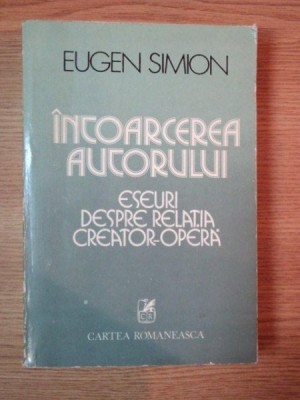 EUGEN SIMION
ÎNTOARCEREA
AUTORULUI
ESEURI
DESPRE RELAȚIA
CREATOR-OPERĂ
CR
CARTEA ROMANEASCA